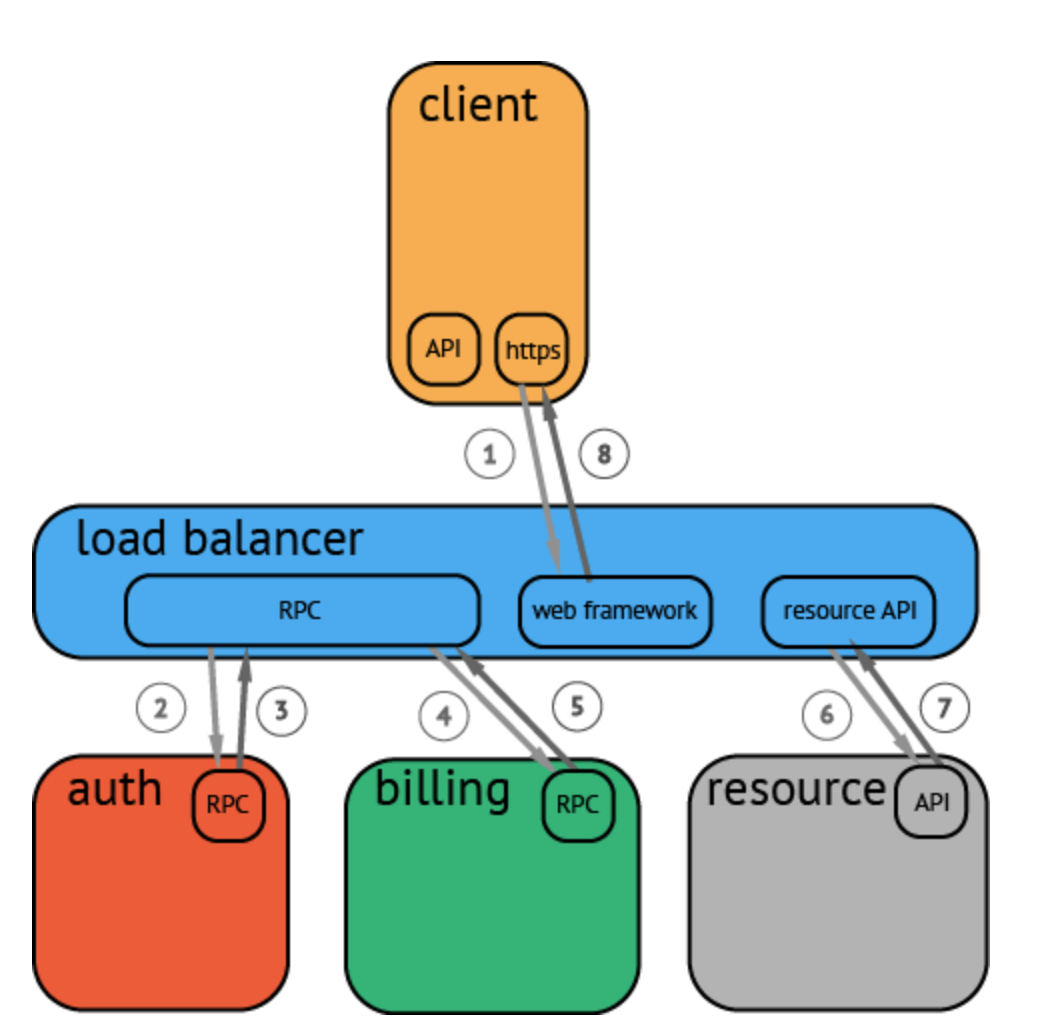 client
API
https
1
8
load balancer
RPC
web framework
resource API
2
3
4
5
6
7
auth
RPC
billing
RPC
resource
API